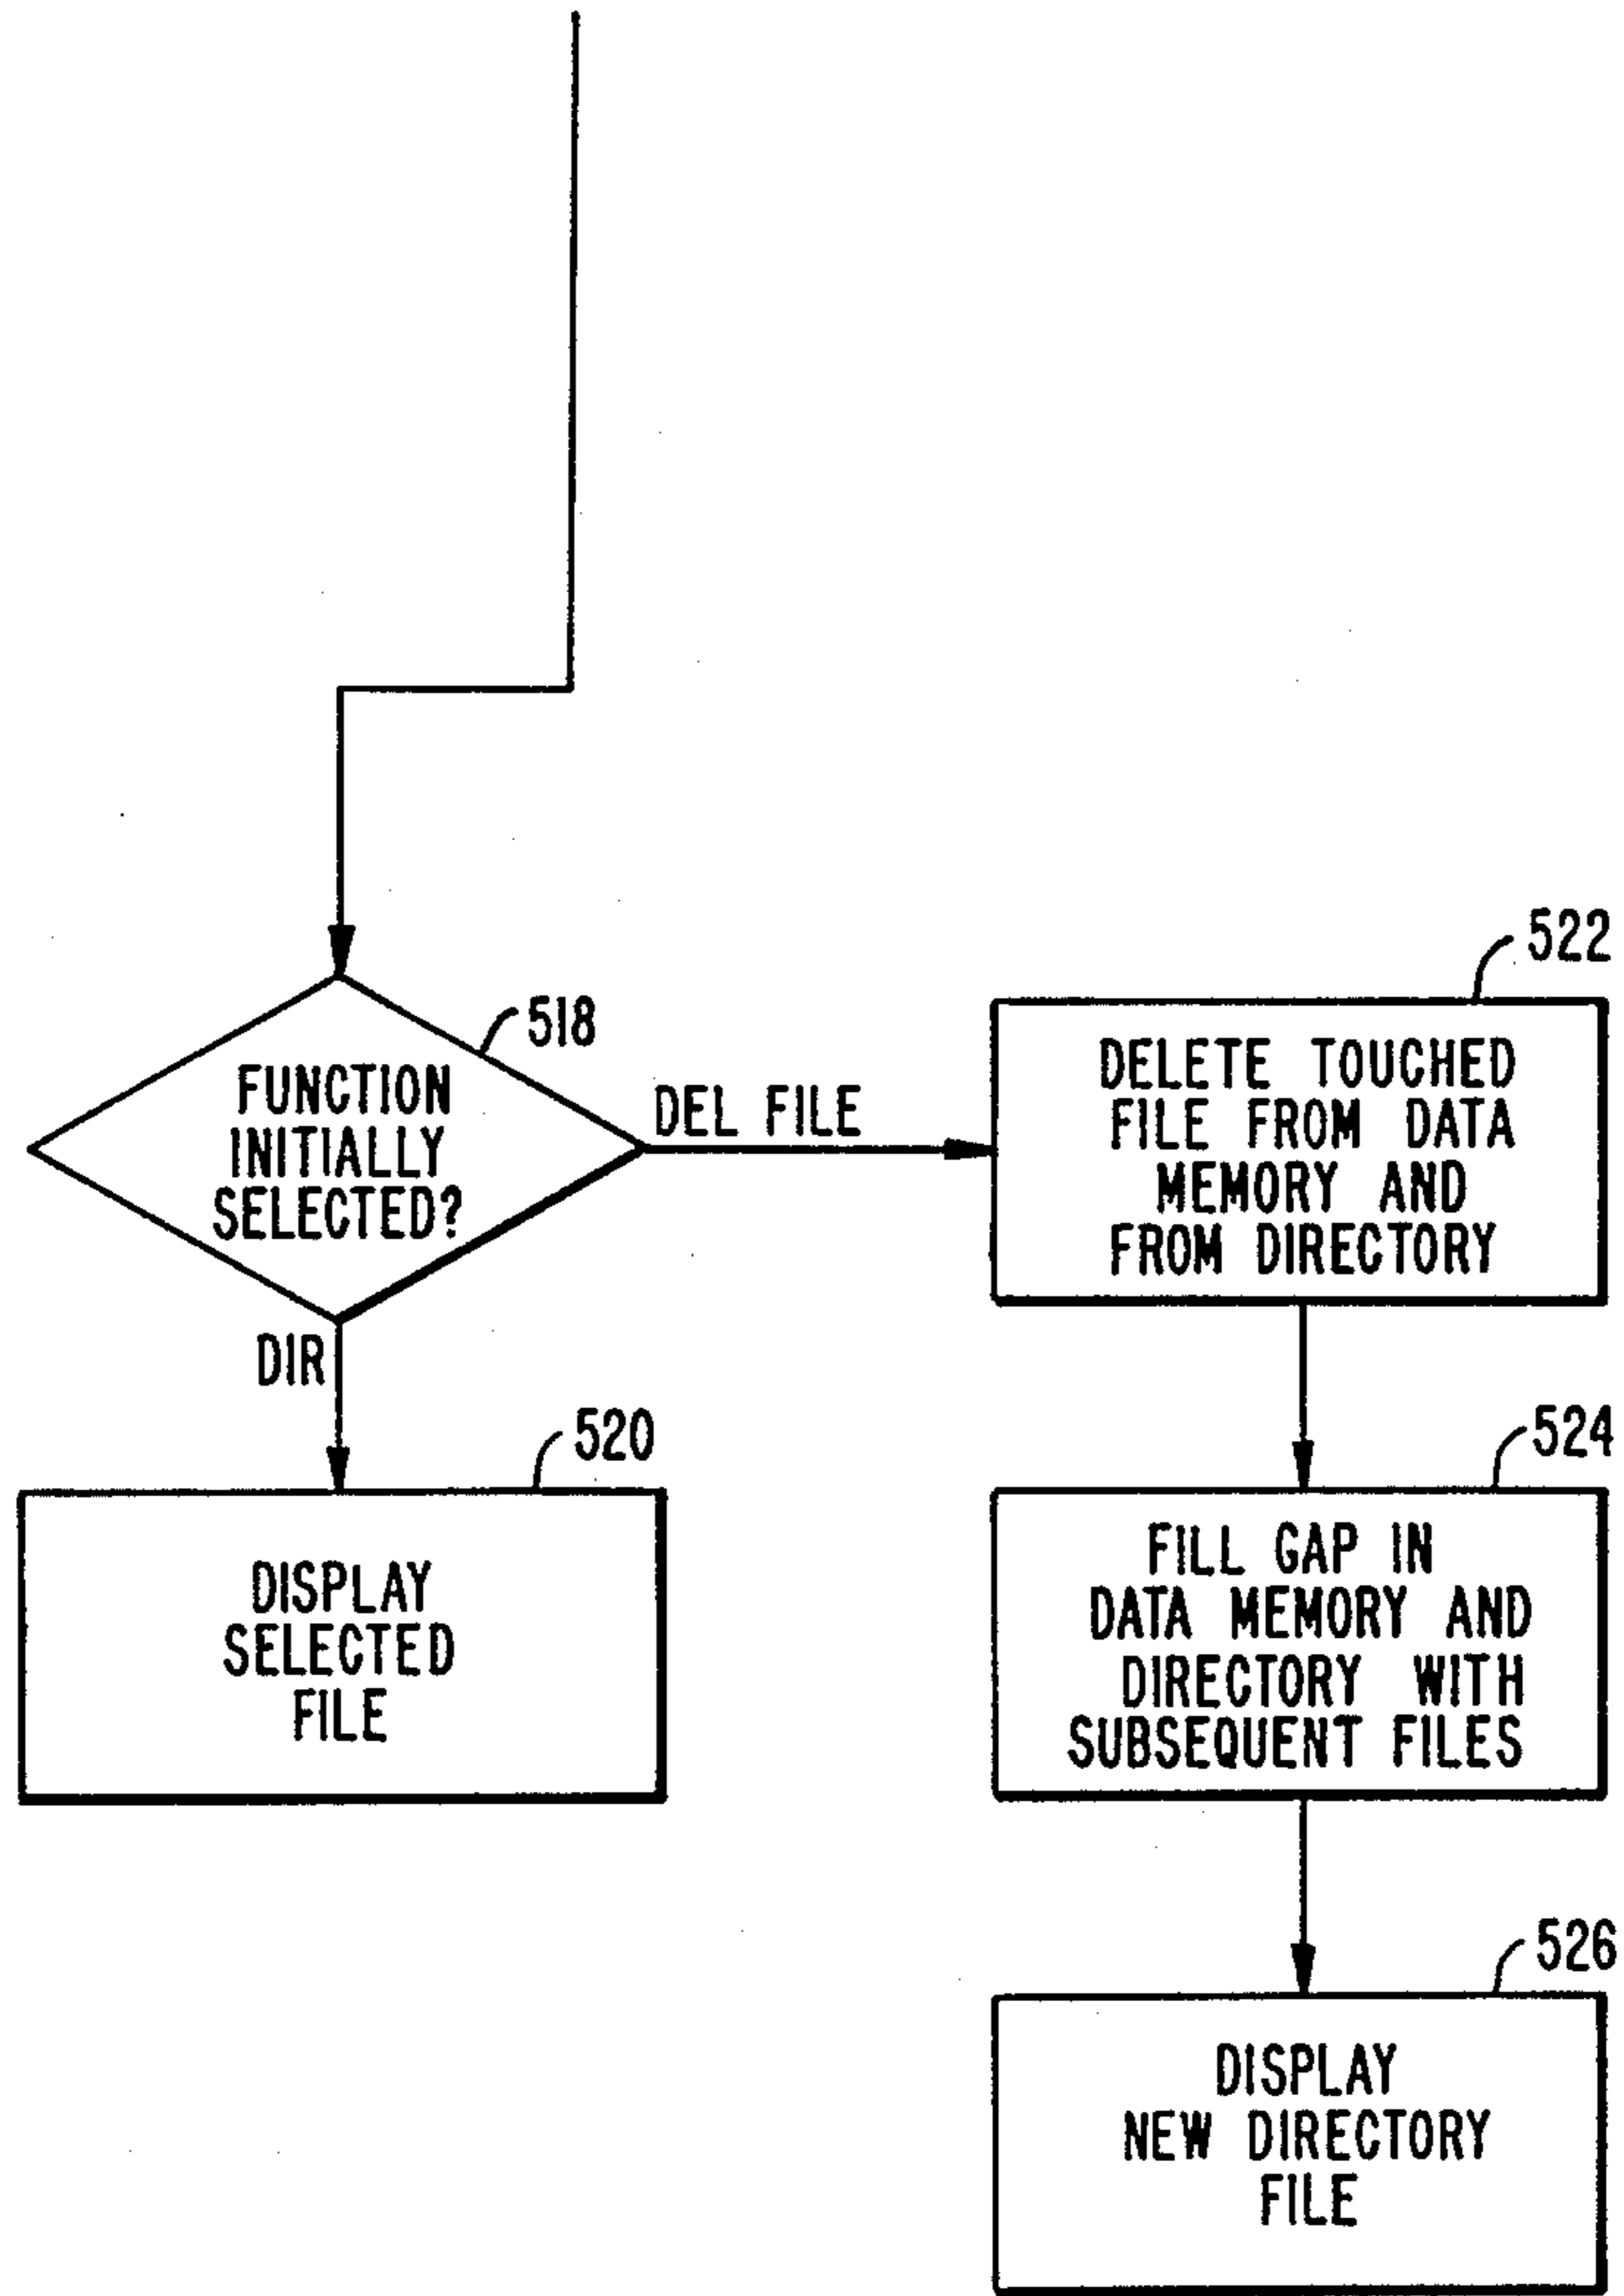 518
FUNCTION
INITIALLY
SELECTED?
DEL FILE
DIR
522
DELETE TOUCHED
FILE FROM DATA
MEMORY AND
FROM DIRECTORY
520
DISPLAY
SELECTED
FILE
524
FILL GAP IN
DATA MEMORY AND
DIRECTORY WITH
SUBSEQUENT FILES
526
DISPLAY
NEW DIRECTORY
FILE